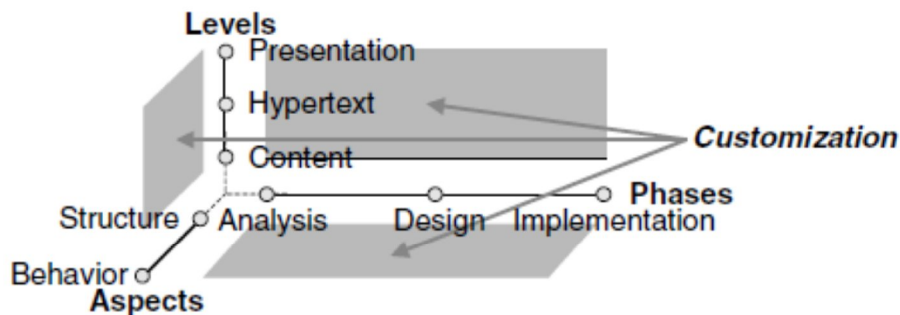 Levels
Presentation
Hypertext
Customization
Content
Phases
Structure
Analysis
Design
Implementation
Behavior
Aspects